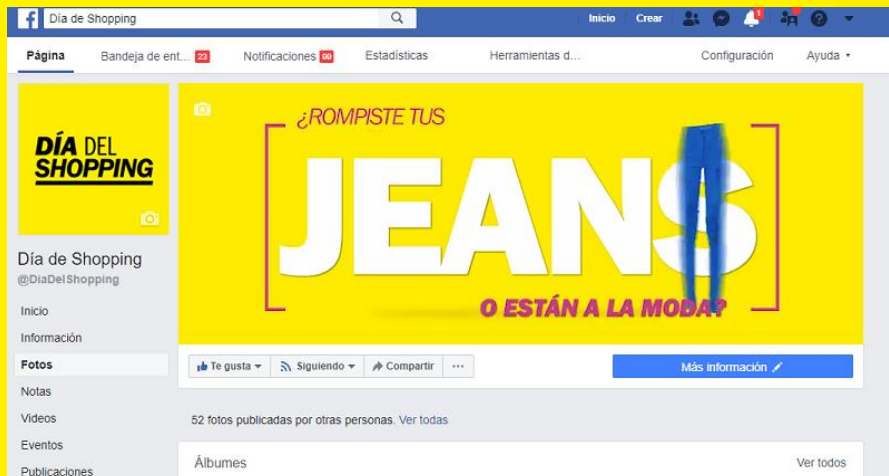 Día de Shopping
Inicio Crear 1
Página Bandeja de ent... 23 Notificaciones 99 Estadísticas Herramientas d... Configuración Ayuda
DÍA DEL
SHOPPING
¿ROMPISTE TUS
JEANS
O ESTÁN A LA MODA?
Día de Shopping
@DiaDelShopping
Inicio
Información
Fotos
Notas
Videos
Eventos
Publicaciones
Te gusta Siguiendo Compartir ...
Más información
52 fotos publicadas por otras personas. Ver todas
Álbumes Ver todos